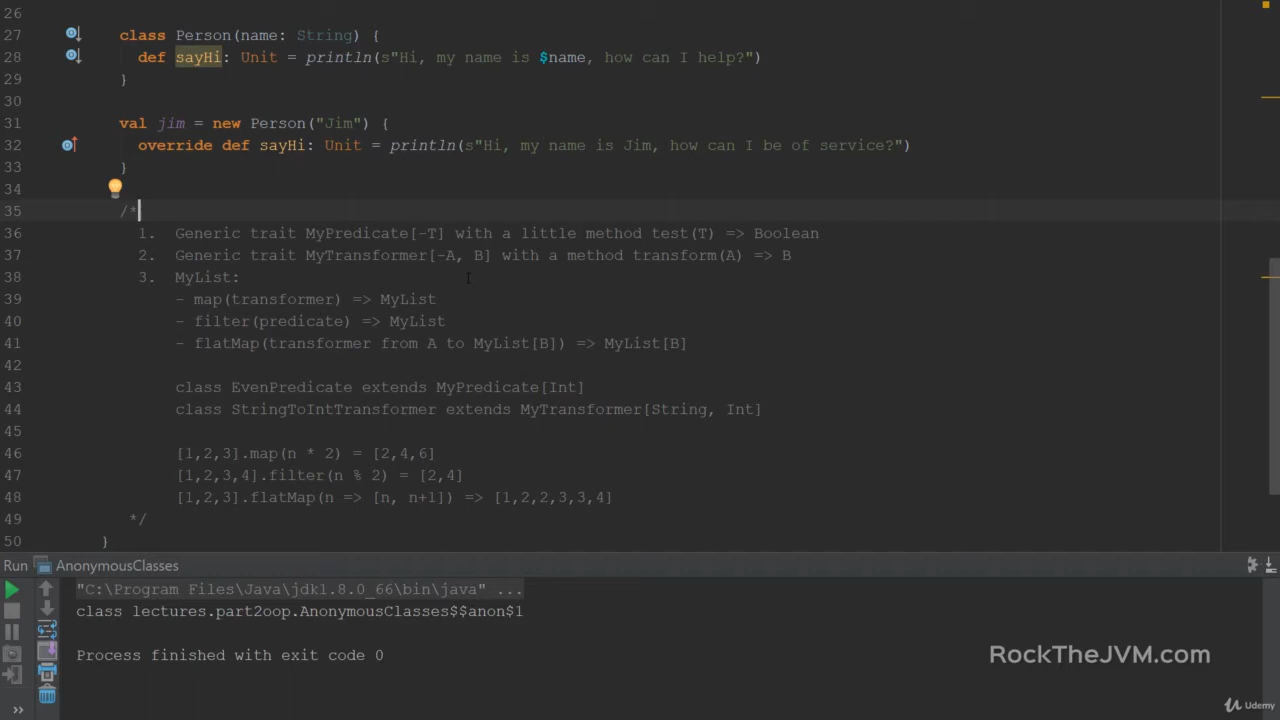 26
27 class Person(name: String) {
28 def sayHi: Unit = println(s"Hi, my name is $name, how can I help?")
29 }
30
31 val jim = new Person("Jim") {
32 override def sayHi: Unit = println(s"Hi, my name is Jim, how can I be of service?")
33 }
34
35 /*
36 1. Generic trait MyPredicate[-T] with a little method test(T) => Boolean
37 2. Generic trait MyTransformer[-A, B] with a method transform(A) => B
38 3. MyList:
39 - map(transformer) => MyList
40 - filter(predicate) => MyList
41 - flatMap(transformer from A to MyList[B]) => MyList[B]
42
43 class EvenPredicate extends MyPredicate[Int]
44 class StringToIntTransformer extends MyTransformer[String, Int]
45
46 [1,2,3].map(n * 2) = [2,4,6]
47 [1,2,3,4].filter(n % 2) = [2,4]
48 [1,2,3].flatMap(n => [n, n+1]) => [1,2,2,3,3,4]
49 */
50 }
Run AnonymousClasses
"C:\Program Files\Java\jdk1.8.0_66\bin\java" ...
class lectures.part2oop.AnonymousClasses$$anon$1
Process finished with exit code 0
RockTheJVM.com
Udemy